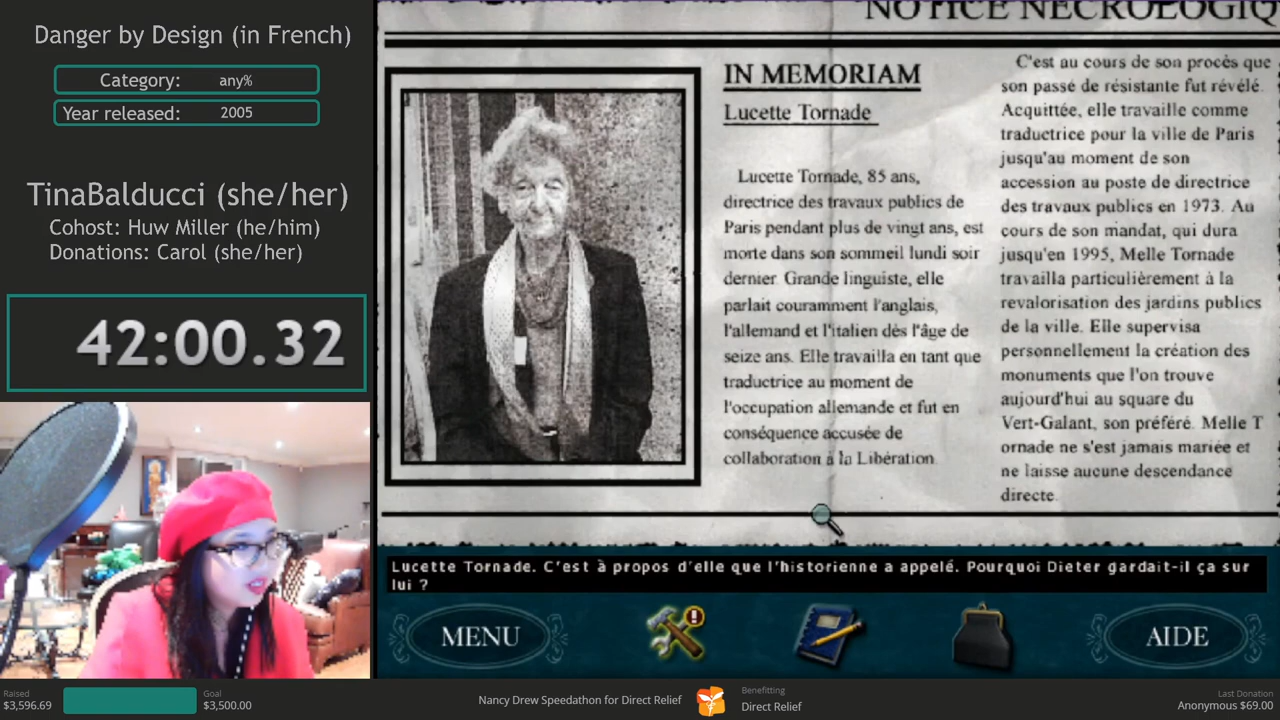 Danger by Design (in French)
Category: any%
Year released: 2005
TinaBalducci (she/her)
Cohost: Huw Miller (he/him)
Donations: Carol (she/her)
42:00.32
NOTICE NECROLOGIQ
IN MEMORIAM
Lucette Tornade
Lucette Tornade, 85 ans,
directrice des travaux publics de
Paris pendant plus de vingt ans, est
morte dans son sommeil lundi soir
dernier. Grande linguiste, elle
parlait couramment l'anglais,
l'allemand et l'italien dès l'âge de
seize ans. Elle travailla en tant que
traductrice au moment de
l'occupation allemande et fut en
conséquence accusée de
collaboration à la Libération.
C'est au cours de son procès que
son passé de résistante fut révélé.
Acquittée, elle travaille comme
traductrice pour la ville de Paris
jusqu'au moment de son
accession au poste de directrice
des travaux publics en 1973. Au
cours de son mandat, qui dura
jusqu'en 1995, Melle Tornade
travailla particulièrement à la
revalorisation des jardins publics
de la ville. Elle supervisa
personnellement la création des
monuments que l'on trouve
aujourd'hui au square du
Vert-Galant, son préféré. Melle T
ornade ne s'est jamais mariée et
ne laisse aucune descendance
directe.
Lucette Tornade. C'est à propos d'elle que l'historienne a appelé. Pourquoi Dieter gardait-il ça sur
lui ?
MENU
AIDE
Raised
$3,596.69
Goal
$3,500.00
Nancy Drew Speedathon for Direct Relief
Benefitting
Direct Relief
Last Donation
Anonymous $69.00